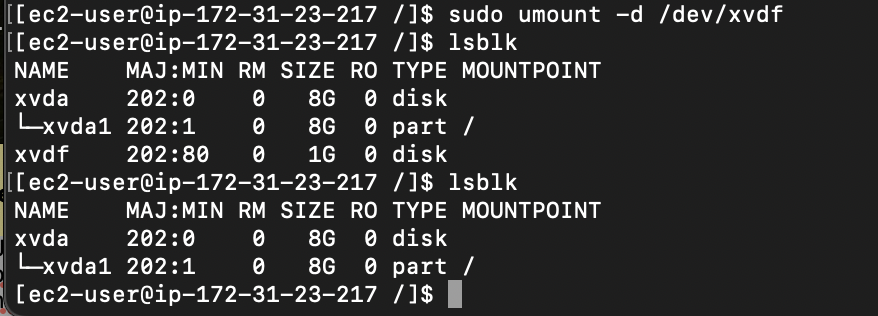 [[ec2-user@ip-172-31-23-217 /]$ sudo umount -d /dev/xvdf
[[ec2-user@ip-172-31-23-217 /]$ lsblk
NAME    MAJ:MIN RM SIZE RO TYPE MOUNTPOINT
xvda    202:0    0   8G  0 disk
└─xvda1 202:1    0   8G  0 part /
xvdf    202:80   0   1G  0 disk
[[ec2-user@ip-172-31-23-217 /]$ lsblk
NAME    MAJ:MIN RM SIZE RO TYPE MOUNTPOINT
xvda    202:0    0   8G  0 disk
└─xvda1 202:1    0   8G  0 part /
[ec2-user@ip-172-31-23-217 /]$